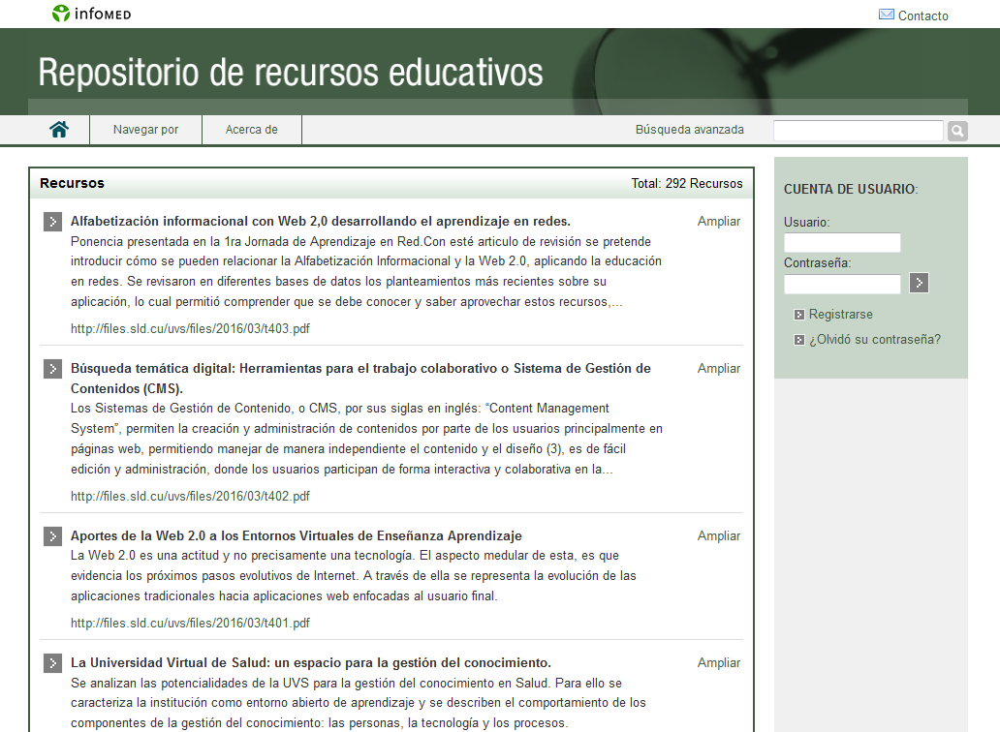 infomed
Contacto
Repositorio de recursos educativos
Navegar por
Acerca de
Búsqueda avanzada
Recursos
Total: 292 Recursos
Alfabetización informacional con Web 2,0 desarrollando el aprendizaje en redes.
Ampliar
Ponencia presentada en la 1ra Jornada de Aprendizaje en Red.Con esté articulo de revisión se pretende
introducir cómo se pueden relacionar la Alfabetización Informacional y la Web 2.0, aplicando la educación
en redes. Se revisaron en diferentes bases de datos los planteamientos más recientes sobre su
aplicación, lo cual permitió comprender que se debe conocer y saber aprovechar estos recursos,...
http://files.sld.cu/uvs/files/2016/03/t403.pdf
Búsqueda temática digital: Herramientas para el trabajo colaborativo o Sistema de Gestión de
Contenidos (CMS).
Ampliar
Los Sistemas de Gestión de Contenido, o CMS, por sus siglas en inglés: “Content Management
System”, permiten la creación y administración de contenidos por parte de los usuarios principalmente en
páginas web, permitiendo manejar de manera independiente el contenido y el diseño (3), es de fácil
edición y administración, donde los usuarios participan de forma interactiva y colaborativa en la...
http://files.sld.cu/uvs/files/2016/03/t402.pdf
Aportes de la Web 2.0 a los Entornos Virtuales de Enseñanza Aprendizaje
Ampliar
La Web 2.0 es una actitud y no precisamente una tecnología. El aspecto medular de esta, es que
evidencia los próximos pasos evolutivos de Internet. A través de ella se representa la evolución de las
aplicaciones tradicionales hacia aplicaciones web enfocadas al usuario final.
http://files.sld.cu/uvs/files/2016/03/t401.pdf
La Universidad Virtual de Salud: un espacio para la gestión del conocimiento.
Ampliar
Se analizan las potencialidades de la UVS para la gestión del conocimiento en Salud. Para ello se
caracteriza la institución como entorno abierto de aprendizaje y se describen el comportamiento de los
componentes de la gestión del conocimiento: las personas, la tecnología y los procesos.
CUENTA DE USUARIO:
Usuario:
Contraseña:
Registrarse
¿Olvidó su contraseña?